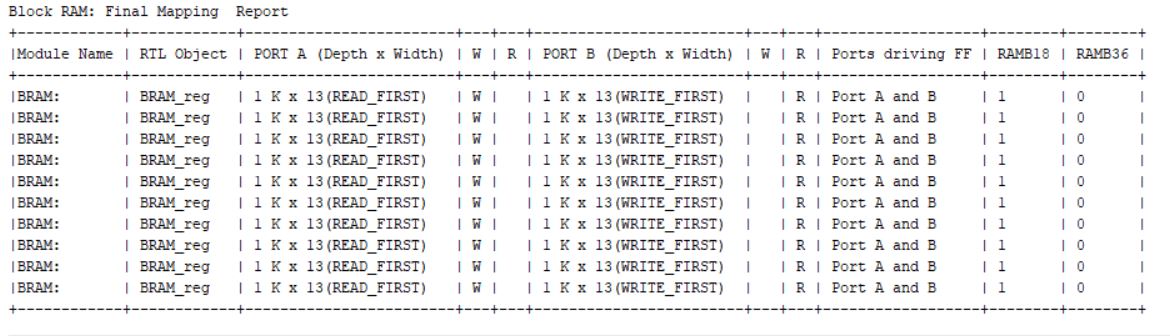 Block RAM: Final Mapping  Report
+------------+------------+------------------------+---+---+------------------------+---+---+------------------+--------+--------+
|Module Name | RTL Object | PORT A (Depth x Width) | W | R | PORT B (Depth x Width) | W | R | Ports driving FF | RAMB18 | RAMB36 |
+------------+------------+------------------------+---+---+------------------------+---+---+------------------+--------+--------+
|BRAM:       | BRAM_reg   | 1 K x 13(READ_FIRST)   | W |   | 1 K x 13(WRITE_FIRST)  |   | R | Port A and B     | 1      | 0      |
|BRAM:       | BRAM_reg   | 1 K x 13(READ_FIRST)   | W |   | 1 K x 13(WRITE_FIRST)  |   | R | Port A and B     | 1      | 0      |
|BRAM:       | BRAM_reg   | 1 K x 13(READ_FIRST)   | W |   | 1 K x 13(WRITE_FIRST)  |   | R | Port A and B     | 1      | 0      |
|BRAM:       | BRAM_reg   | 1 K x 13(READ_FIRST)   | W |   | 1 K x 13(WRITE_FIRST)  |   | R | Port A and B     | 1      | 0      |
|BRAM:       | BRAM_reg   | 1 K x 13(READ_FIRST)   | W |   | 1 K x 13(WRITE_FIRST)  |   | R | Port A and B     | 1      | 0      |
|BRAM:       | BRAM_reg   | 1 K x 13(READ_FIRST)   | W |   | 1 K x 13(WRITE_FIRST)  |   | R | Port A and B     | 1      | 0      |
|BRAM:       | BRAM_reg   | 1 K x 13(READ_FIRST)   | W |   | 1 K x 13(WRITE_FIRST)  |   | R | Port A and B     | 1      | 0      |
|BRAM:       | BRAM_reg   | 1 K x 13(READ_FIRST)   | W |   | 1 K x 13(WRITE_FIRST)  |   | R | Port A and B     | 1      | 0      |
|BRAM:       | BRAM_reg   | 1 K x 13(READ_FIRST)   | W |   | 1 K x 13(WRITE_FIRST)  |   | R | Port A and B     | 1      | 0      |
|BRAM:       | BRAM_reg   | 1 K x 13(READ_FIRST)   | W |   | 1 K x 13(WRITE_FIRST)  |   | R | Port A and B     | 1      | 0      |
+------------+------------+------------------------+---+---+------------------------+---+---+------------------+--------+--------+